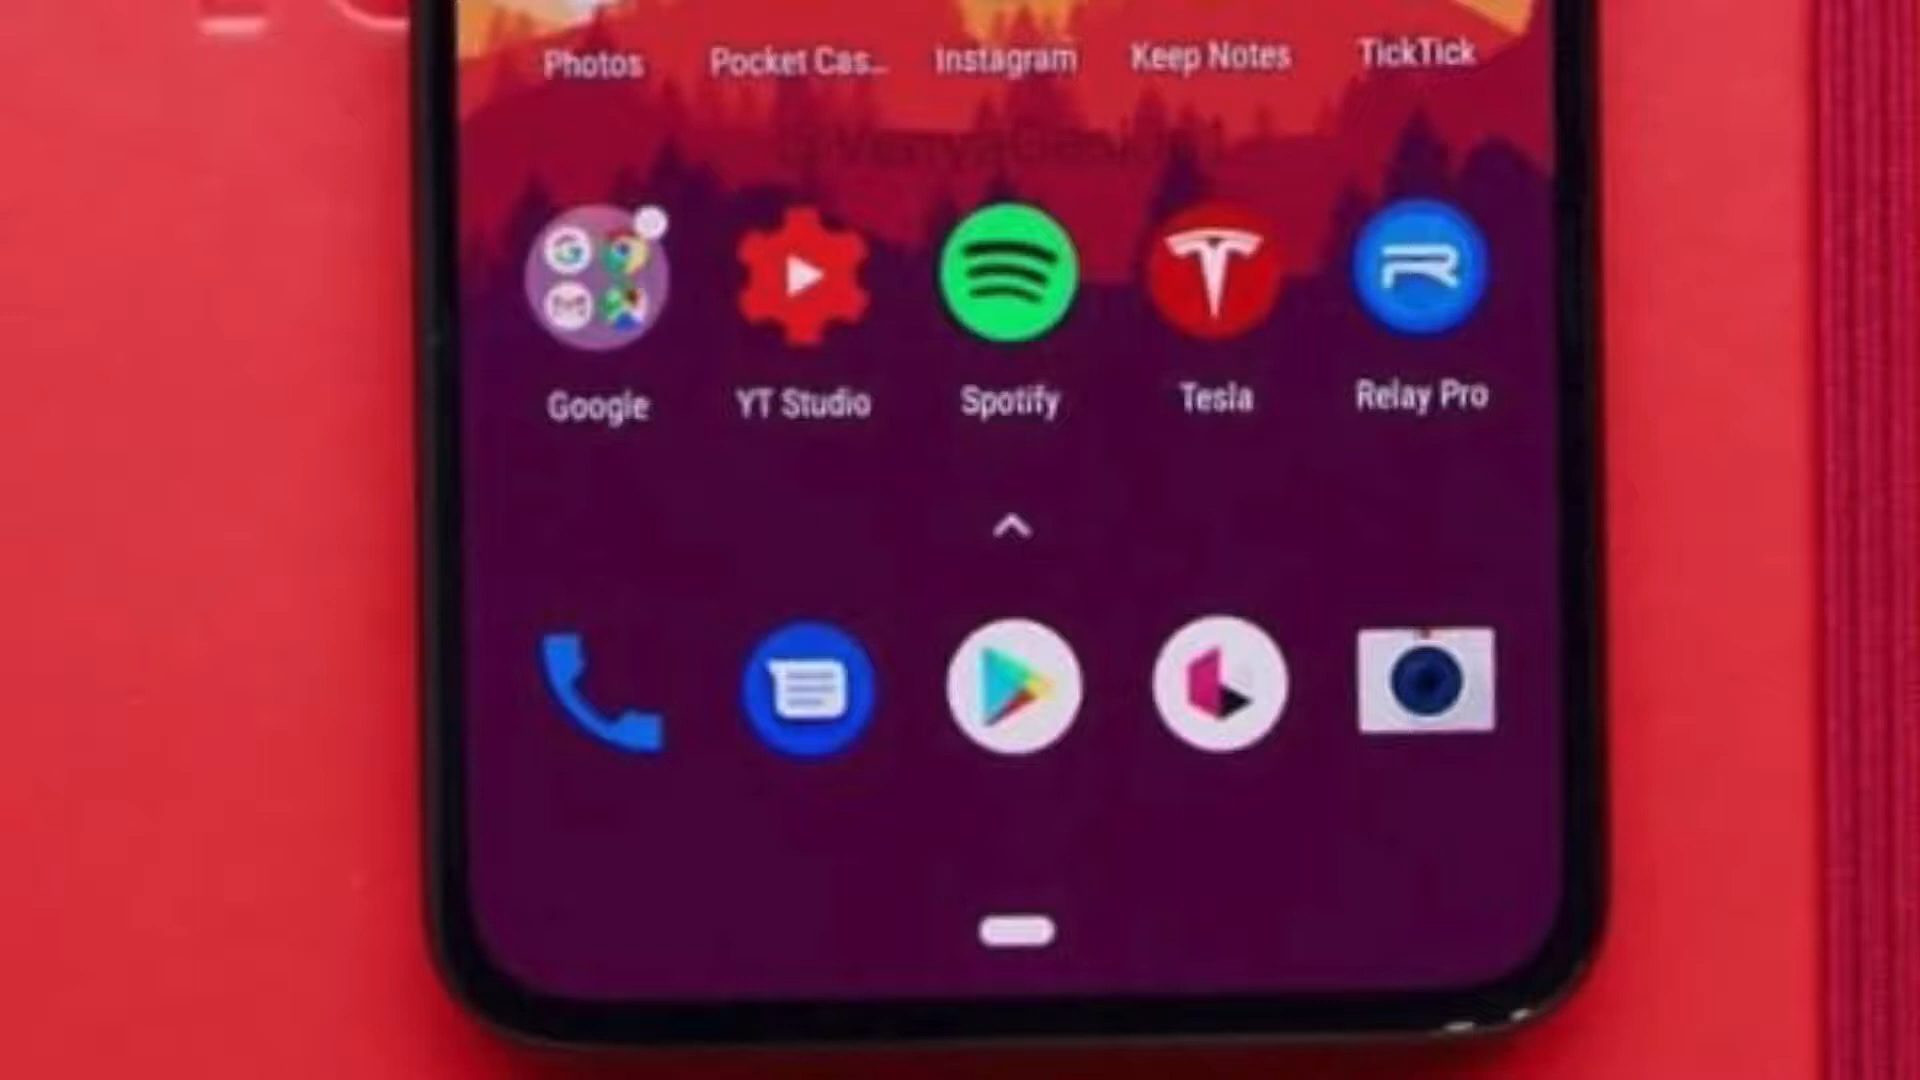 Photos Pocket Cas… Instagram Keep Notes TickTick
Google YT Studio Spotify Tesla Relay Pro